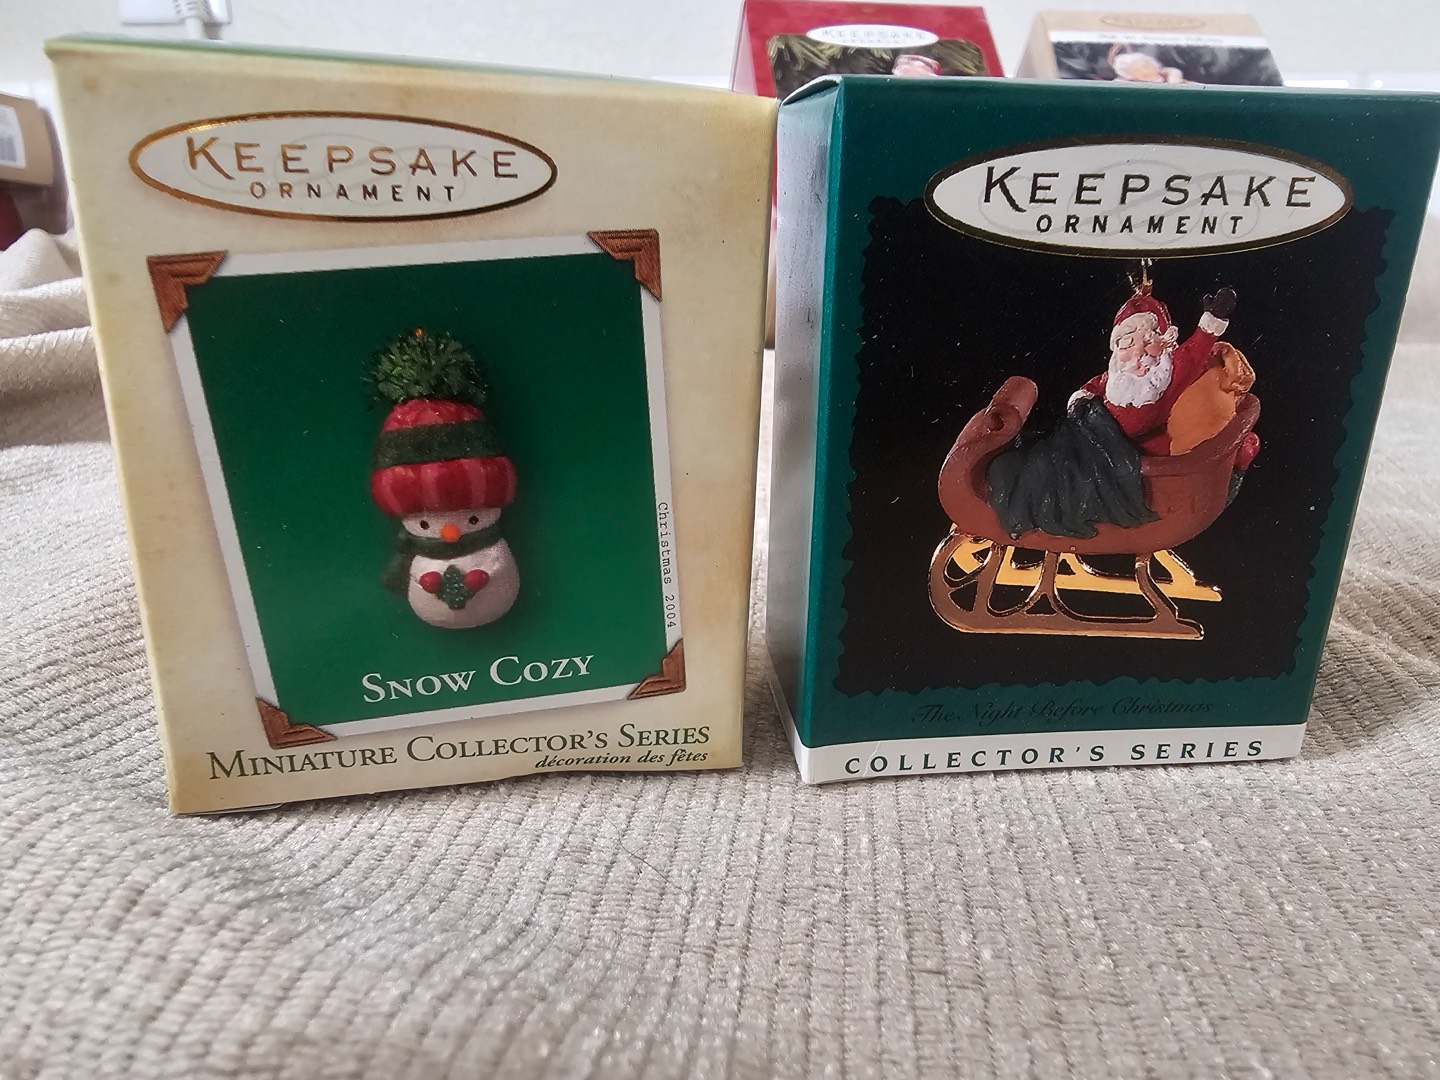 KEEPSAKE
ORNAMENT
Christmas 2004
SNOW COZY
MINIATURE COLLECTOR'S SERIES
décoration des fêtes
KEEPSAKE
ORNAMENT
The Night Before Christmas
COLLECTOR'S SERIES
KEEPSAKE